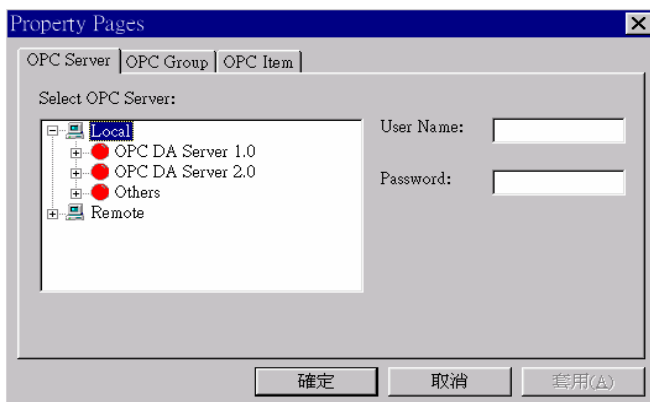 Property Pages
OPC Server OPC Group OPC Item
Select OPC Server:
User Name:
Local
OPC DA Server 1.0
OPC DA Server 2.0
Password:
Others
Remote
確定 取消 套用(A)